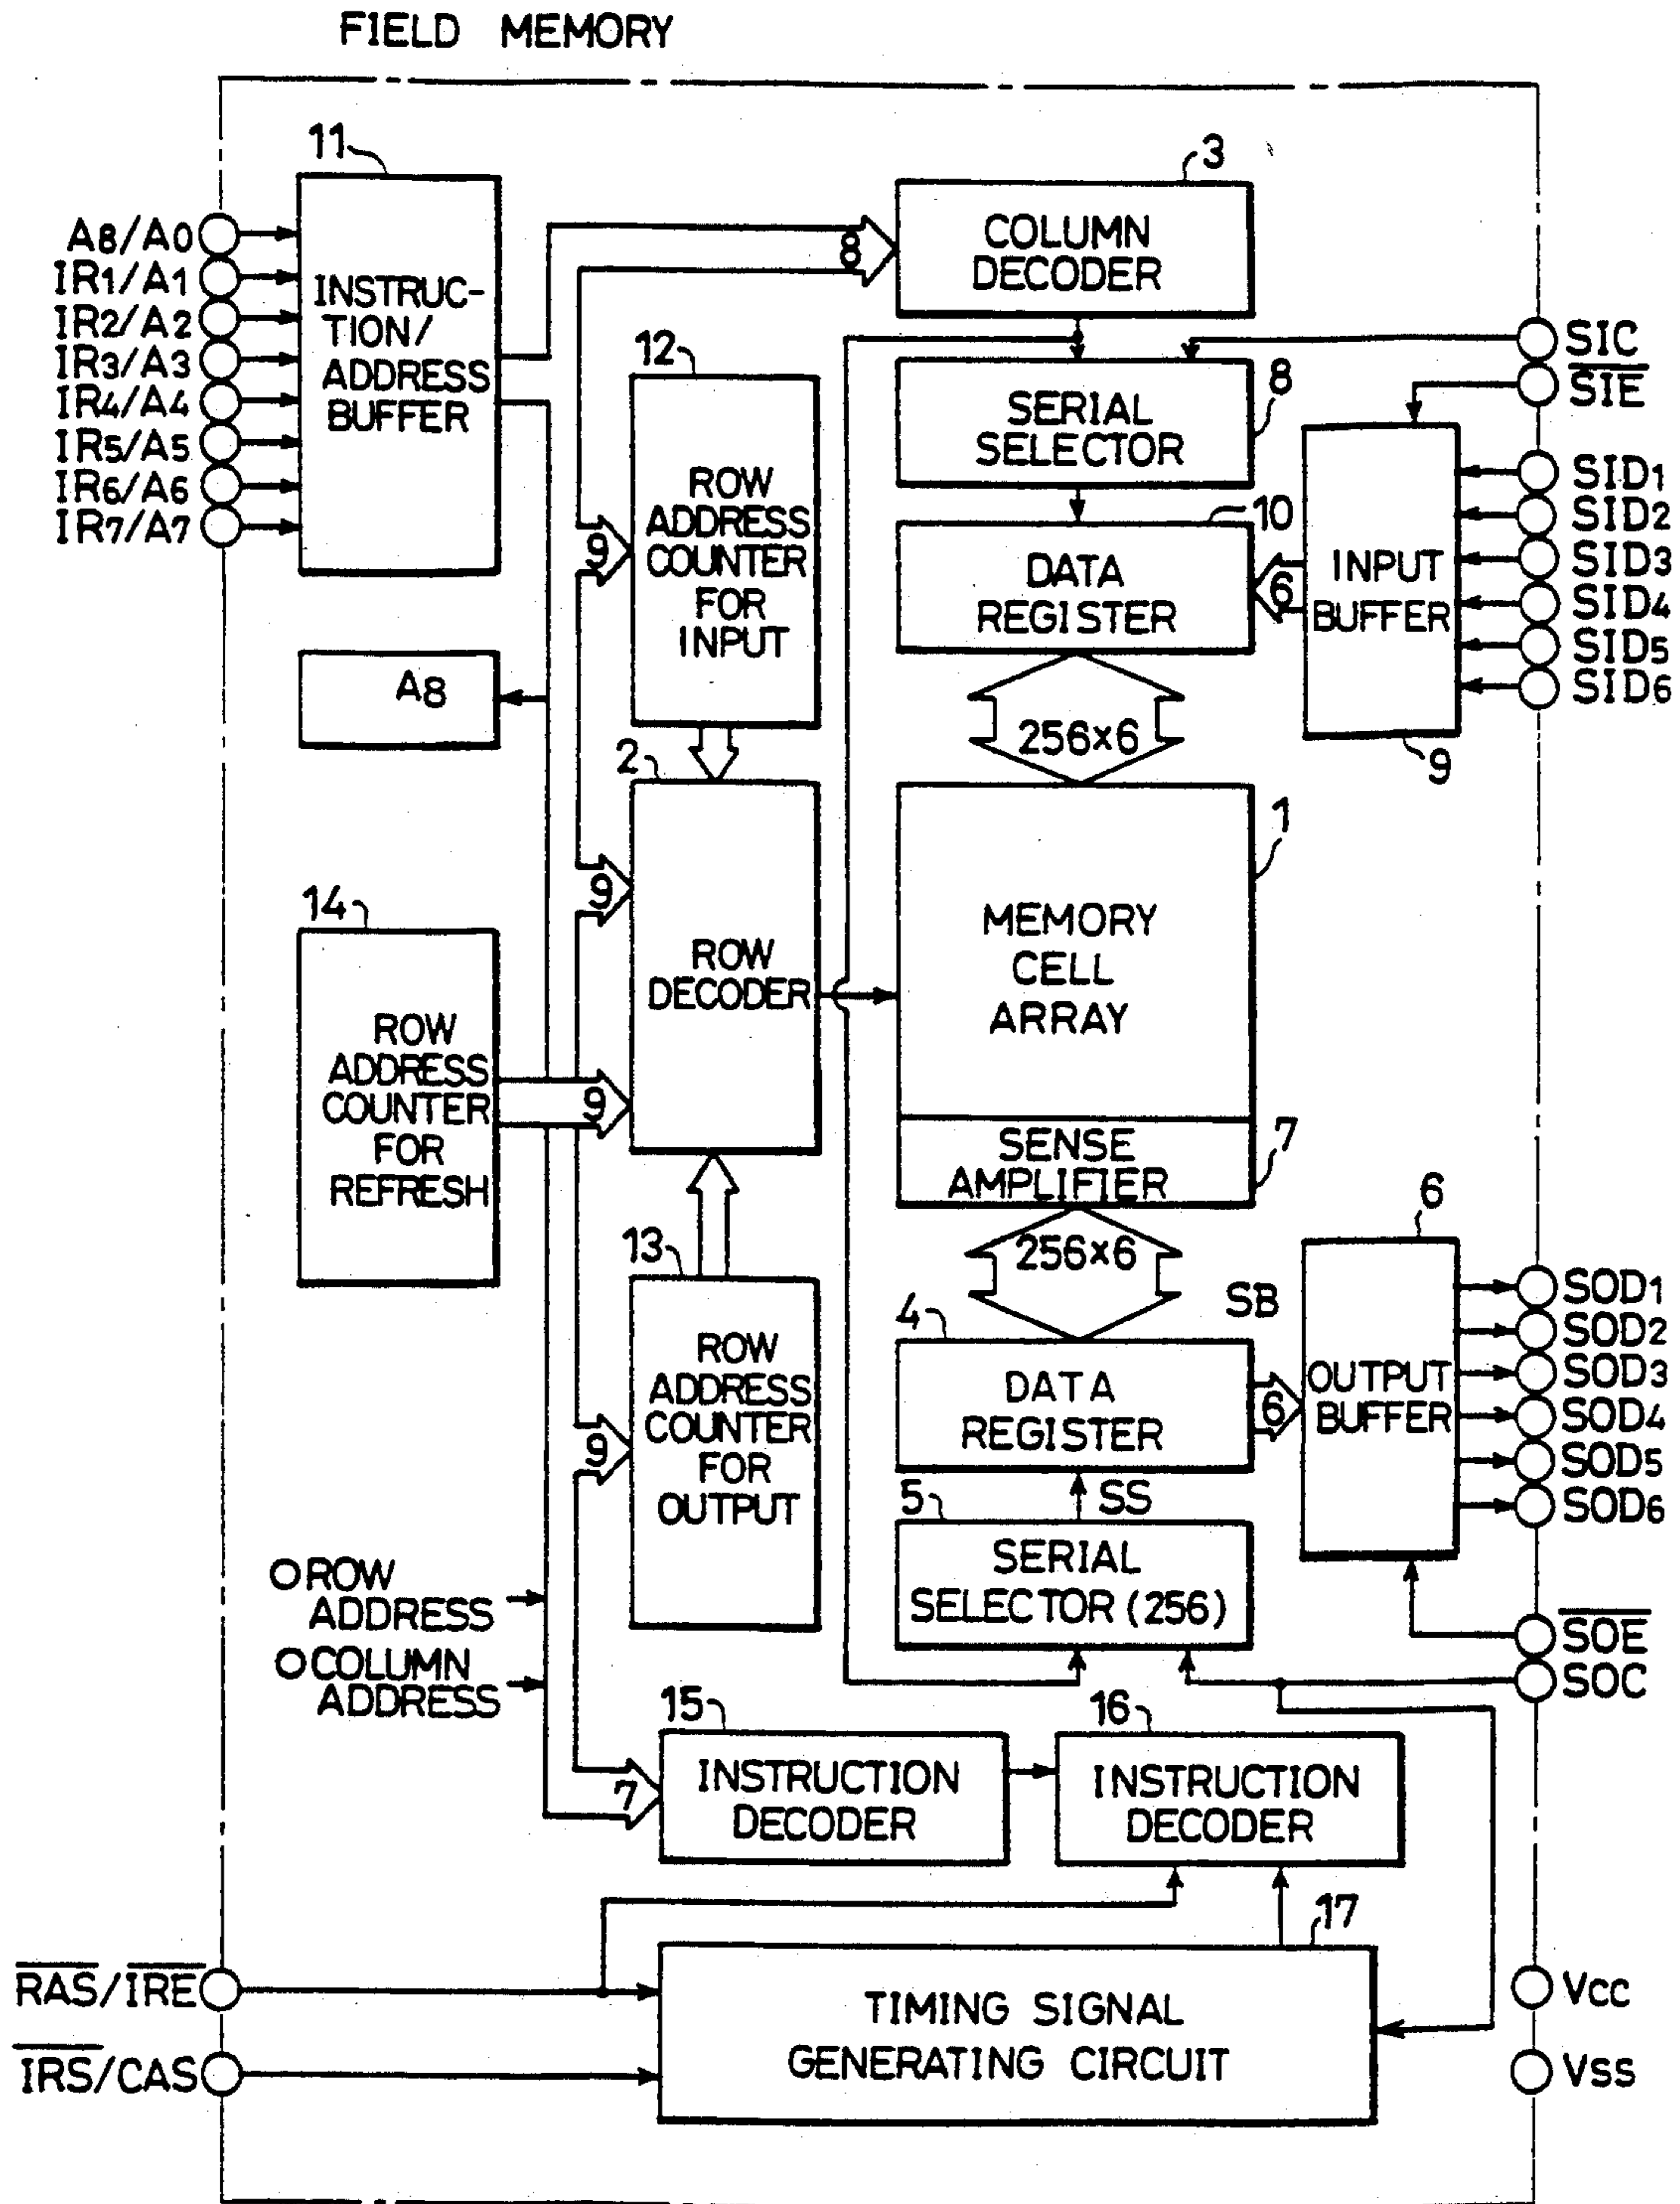 FIELD MEMORY
11
3
A8/A0
IR1/A1
IR2/A2
IR3/A3
IR4/A4
IR5/A5
IR6/A6
IR7/A7
INSTRUC-
TION/
ADDRESS
BUFFER
8
COLUMN
DECODER
12
ROW
ADDRESS
COUNTER
FOR
INPUT
9
SERIAL
SELECTOR
8
SIC
SIE
10
DATA
REGISTER
6
INPUT
BUFFER
9
SID1
SID2
SID3
SID4
SID5
SID6
A8
256×6
2
9
ROW
DECODER
9
1
MEMORY
CELL
ARRAY
14
ROW
ADDRESS
COUNTER
FOR
REFRESH
SENSE
AMPLIFIER
7
256×6
SB
6
13
ROW
ADDRESS
COUNTER
FOR
OUTPUT
9
4
DATA
REGISTER
6
OUTPUT
BUFFER
SOD1
SOD2
SOD3
SOD4
SOD5
SOD6
5
SS
SERIAL
SELECTOR (256)
SOE
SOC
ROW
ADDRESS
COLUMN
ADDRESS
15
7
INSTRUCTION
DECODER
16
INSTRUCTION
DECODER
17
RAS/IRE
IRS/CAS
TIMING SIGNAL
GENERATING CIRCUIT
Vcc
Vss